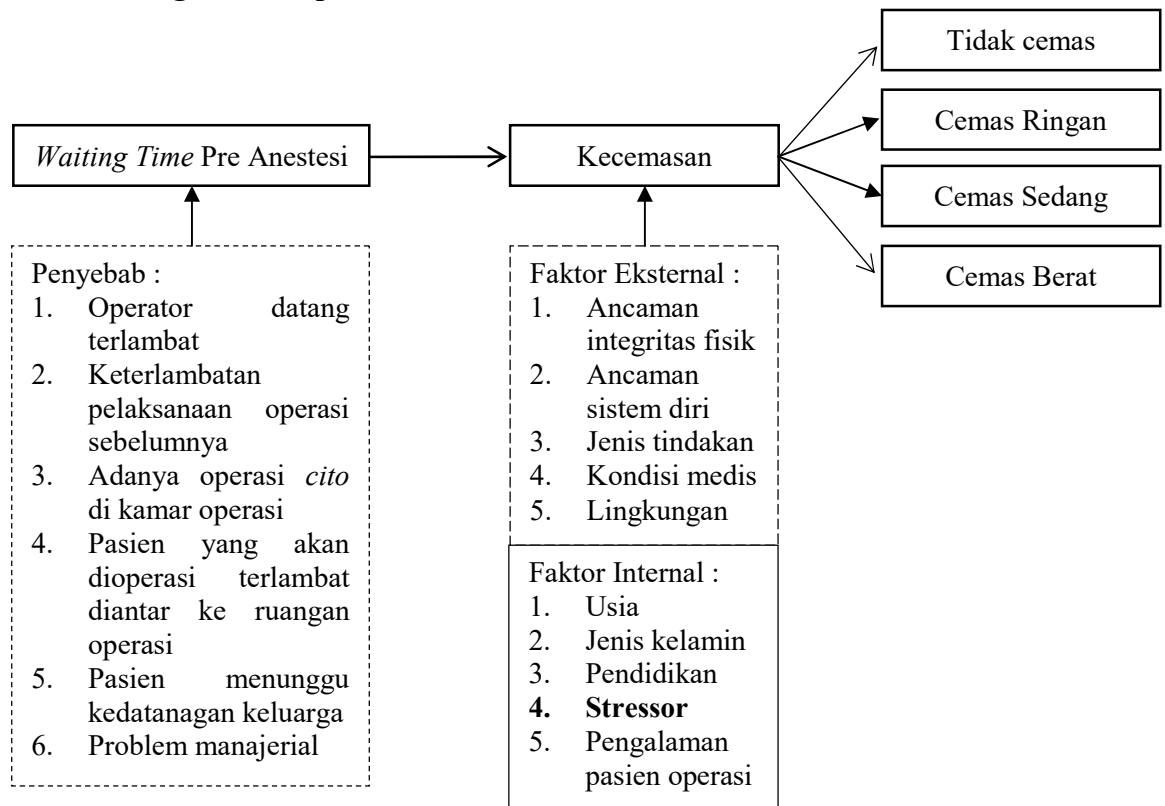 Tidak cemas
Cemas Ringan
Waiting Time Pre Anestesi
Kecemasan
Cemas Sedang
Cemas Berat
Penyebab :
1. Operator datang
terlambat
2. Keterlambatan
pelaksanaan operasi
sebelumnya
3. Adanya operasi cito
di kamar operasi
4. Pasien yang akan
dioperasi terlambat
diantar ke ruangan
operasi
5. Pasien menunggu
kedatanagan keluarga
6. Problem manajerial
Faktor Eksternal :
1. Ancaman
integritas fisik
2. Ancaman
sistem diri
3. Jenis tindakan
4. Kondisi medis
5. Lingkungan
Faktor Internal :
1. Usia
2. Jenis kelamin
3. Pendidikan
4. Stressor
5. Pengalaman
pasien operasi